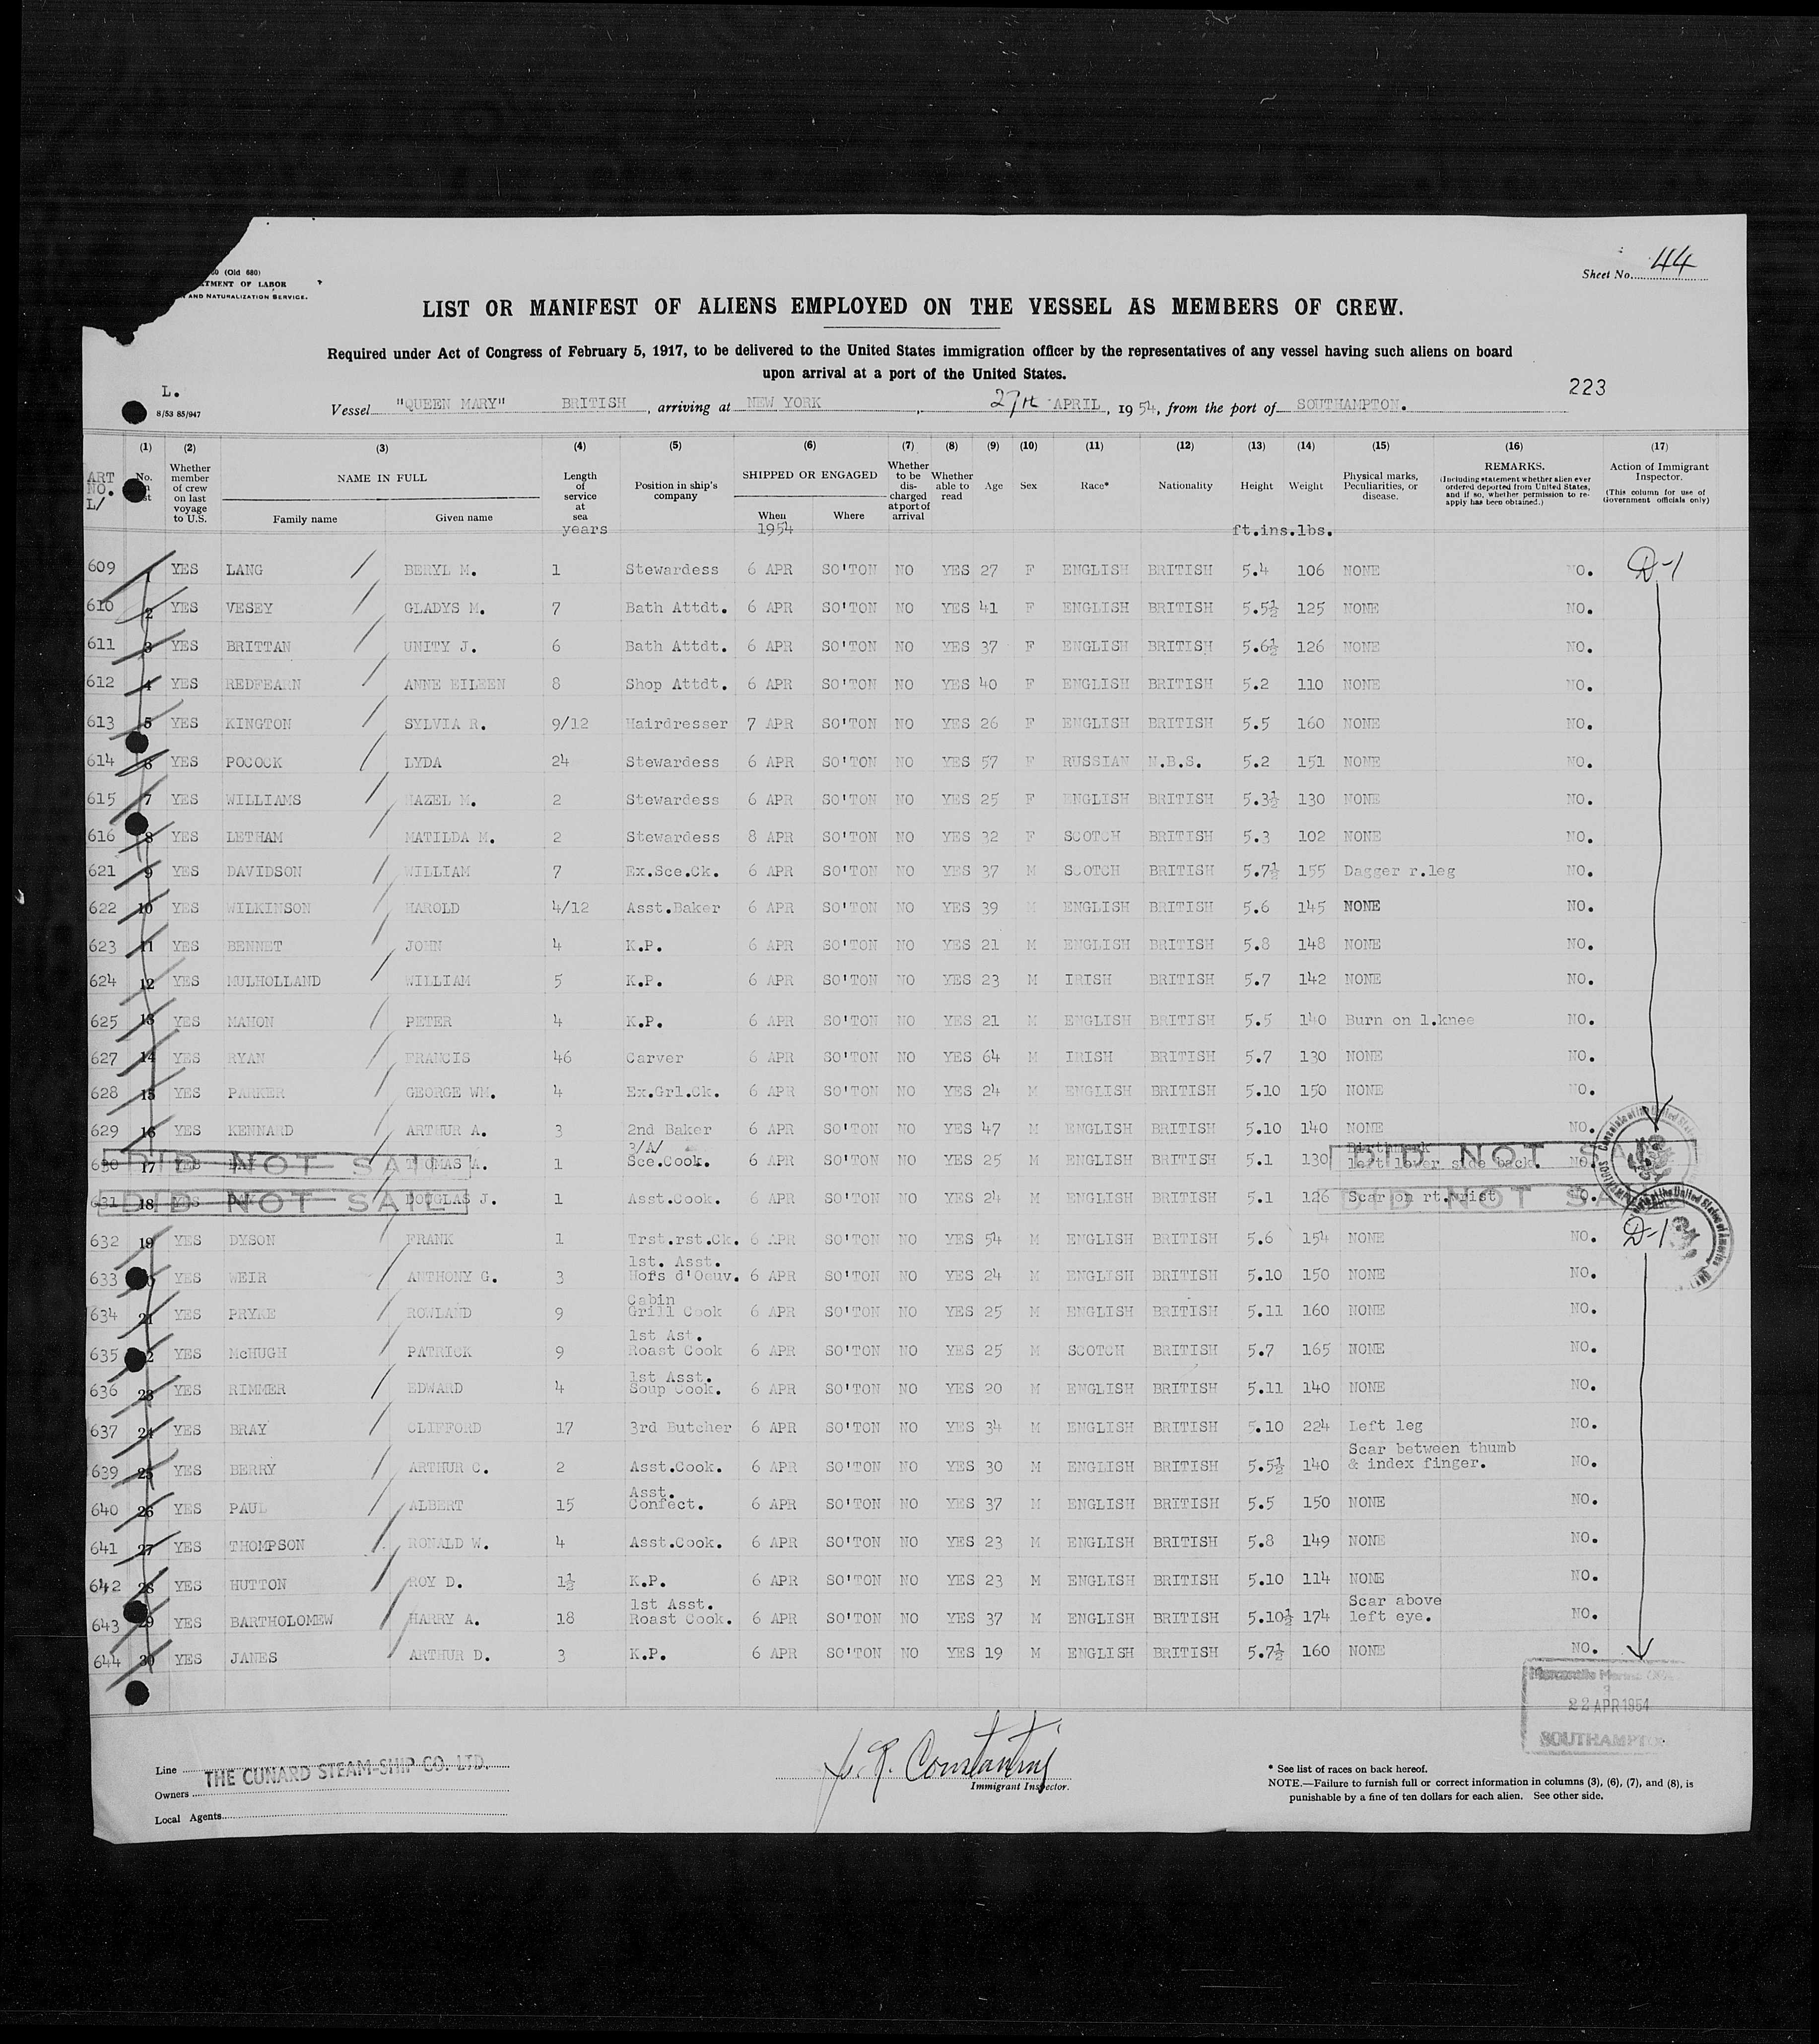 60 (Old 680)
TMENT OF LABOR
AND NATURALIZATION SERVICE.
Sheet No. 44
LIST OR MANIFEST OF ALIENS EMPLOYED ON THE VESSEL AS MEMBERS OF CREW.
Required under Act of Congress of February 5, 1917, to be delivered to the United States immigration officer by the representatives of any vessel having such aliens on board
upon arrival at a port of the United States.
223
L.
8/53 85/947
Vessel "QUEEN MARY" BRITISH, arriving at NEW YORK, 27th APRIL, 1954, from the port of SOUTHAMPTON.
(1) (2) (3) (4) (5) (6) (7) (8) (9) (10) (11) (12) (13) (14) (15) (16) (17)
ART NO. L/ No. Whether member of crew on last voyage to U.S. NAME IN FULL Family name Given name Length of service at sea years Position in ship's company SHIPPED OR ENGAGED When 1954 Where Whether to be discharged at port of arrival Whether able to read Age Sex Race* Nationality Height Weight ft.ins.lbs. Physical marks, Peculiarities, or disease. REMARKS. (Including statement whether alien ever ordered deported from United States, and if so, whether permission to re-apply has been obtained.) Action of Immigrant Inspector. (This column for use of Government officials only)
609 1 YES LANG BERYL M. 1 Stewardess 6 APR SO'TON NO YES 27 F ENGLISH BRITISH 5.4 106 NONE NO. D-1
610 2 YES VESEY GLADYS M. 7 Bath Attdt. 6 APR SO'TON NO YES 41 F ENGLISH BRITISH 5.5½ 125 NONE NO.
611 3 YES BRITTAN UNITY J. 6 Bath Attdt. 6 APR SO'TON NO YES 37 F ENGLISH BRITISH 5.6½ 126 NONE NO.
612 4 YES REDFEARN ANNE EILEEN 8 Shop Attdt. 6 APR SO'TON NO YES 40 F ENGLISH BRITISH 5.2 110 NONE NO.
613 5 YES KINGTON SYLVIA R. 9/12 Hairdresser 7 APR SO'TON NO YES 26 F ENGLISH BRITISH 5.5 160 NONE NO.
614 6 YES POCOCK LYDA 24 Stewardess 6 APR SO'TON NO YES 57 F RUSSIAN N.B.S. 5.2 151 NONE NO.
615 7 YES WILLIAMS HAZEL M. 2 Stewardess 6 APR SO'TON NO YES 25 F ENGLISH BRITISH 5.3½ 130 NONE NO.
616 8 YES LETHAM MATILDA M. 2 Stewardess 8 APR SO'TON NO YES 32 F SCOTCH BRITISH 5.3 102 NONE NO.
621 9 YES DAVIDSON WILLIAM 7 Ex.Sce.Ck. 6 APR SO'TON NO YES 37 M SCOTCH BRITISH 5.7½ 155 Dagger r.leg NO.
622 10 YES WILKINSON HAROLD 4/12 Asst.Baker 6 APR SO'TON NO YES 39 M ENGLISH BRITISH 5.6 145 NONE NO.
623 11 YES BENNET JOHN 4 K.P. 6 APR SO'TON NO YES 21 M ENGLISH BRITISH 5.8 148 NONE NO.
624 12 YES MULHOLLAND WILLIAM 5 K.P. 6 APR SO'TON NO YES 23 M IRISH BRITISH 5.7 142 NONE NO.
625 13 YES MAHON PETER 4 K.P. 6 APR SO'TON NO YES 21 M ENGLISH BRITISH 5.5 140 Burn on l.knee NO.
627 14 YES RYAN FRANCIS 46 Carver 6 APR SO'TON NO YES 64 M IRISH BRITISH 5.7 130 NONE NO.
628 15 YES PARKER GEORGE WM. 4 Ex.Grl.Ck. 6 APR SO'TON NO YES 24 M ENGLISH BRITISH 5.10 150 NONE NO.
629 16 YES KENNARD ARTHUR A. 3 2nd Baker 6 APR SO'TON NO YES 47 M ENGLISH BRITISH 5.10 140 NONE NO.
630 17 YES DID NOT SAIL THOMAS A. 1 3/A/ Sce.Cook. 6 APR SO'TON NO YES 25 M ENGLISH BRITISH 5.1 130 left lower side back. NO. DID NOT SA
631 18 DID NOT SAIL DOUGLAS J. 1 Asst.Cook. 6 APR SO'TON NO YES 24 M ENGLISH BRITISH 5.1 126 Scar on rt.wrist NO. DID NOT SA
632 19 YES DYSON FRANK 1 Trst.rst.Ck. 6 APR SO'TON NO YES 54 M ENGLISH BRITISH 5.6 154 NONE NO. D-1
633 YES WEIR ANTHONY G. 3 1st. Asst. Hors d'Oeuv. 6 APR SO'TON NO YES 24 M ENGLISH BRITISH 5.10 150 NONE NO.
634 21 YES PRYKE ROWLAND 9 Cabin Grill Cook 6 APR SO'TON NO YES 25 M ENGLISH BRITISH 5.11 160 NONE NO.
635 2 YES McHUGH PATRICK 9 1st Ast. Roast Cook 6 APR SO'TON NO YES 25 M SCOTCH BRITISH 5.7 165 NONE NO.
636 23 YES RIMMER EDWARD 4 1st Asst. Soup Cook. 6 APR SO'TON NO YES 20 M ENGLISH BRITISH 5.11 140 NONE NO.
637 24 YES BRAY CLIFFORD 17 3rd Butcher 6 APR SO'TON NO YES 34 M ENGLISH BRITISH 5.10 224 Left leg NO.
639 25 YES BERRY ARTHUR C. 2 Asst.Cook. 6 APR SO'TON NO YES 30 M ENGLISH BRITISH 5.5½ 140 Scar between thumb & index finger. NO.
640 26 YES PAUL ALBERT 15 Asst. Confect. 6 APR SO'TON NO YES 37 M ENGLISH BRITISH 5.5 150 NONE NO.
641 27 YES THOMPSON RONALD W. 4 Asst.Cook. 6 APR SO'TON NO YES 23 M ENGLISH BRITISH 5.8 149 NONE NO.
642 28 YES HUTTON ROY D. 1½ K.P. 6 APR SO'TON NO YES 23 M ENGLISH BRITISH 5.10 114 NONE NO.
643 29 YES BARTHOLOMEW HARRY A. 18 1st Asst. Roast Cook. 6 APR SO'TON NO YES 37 M ENGLISH BRITISH 5.10½ 174 Scar above left eye. NO.
644 30 YES JANES ARTHUR D. 3 K.P. 6 APR SO'TON NO YES 19 M ENGLISH BRITISH 5.7½ 160 NONE NO.
Mercantile Marine
22 APR 1954
SOUTHAMPTON
Line THE CUNARD STEAM-SHIP CO. LTD.
Owners
Local Agents
Immigrant Inspector.
* See list of races on back hereof.
NOTE.—Failure to furnish full or correct information in columns (3), (6), (7), and (8), is
punishable by a fine of ten dollars for each alien. See other side.